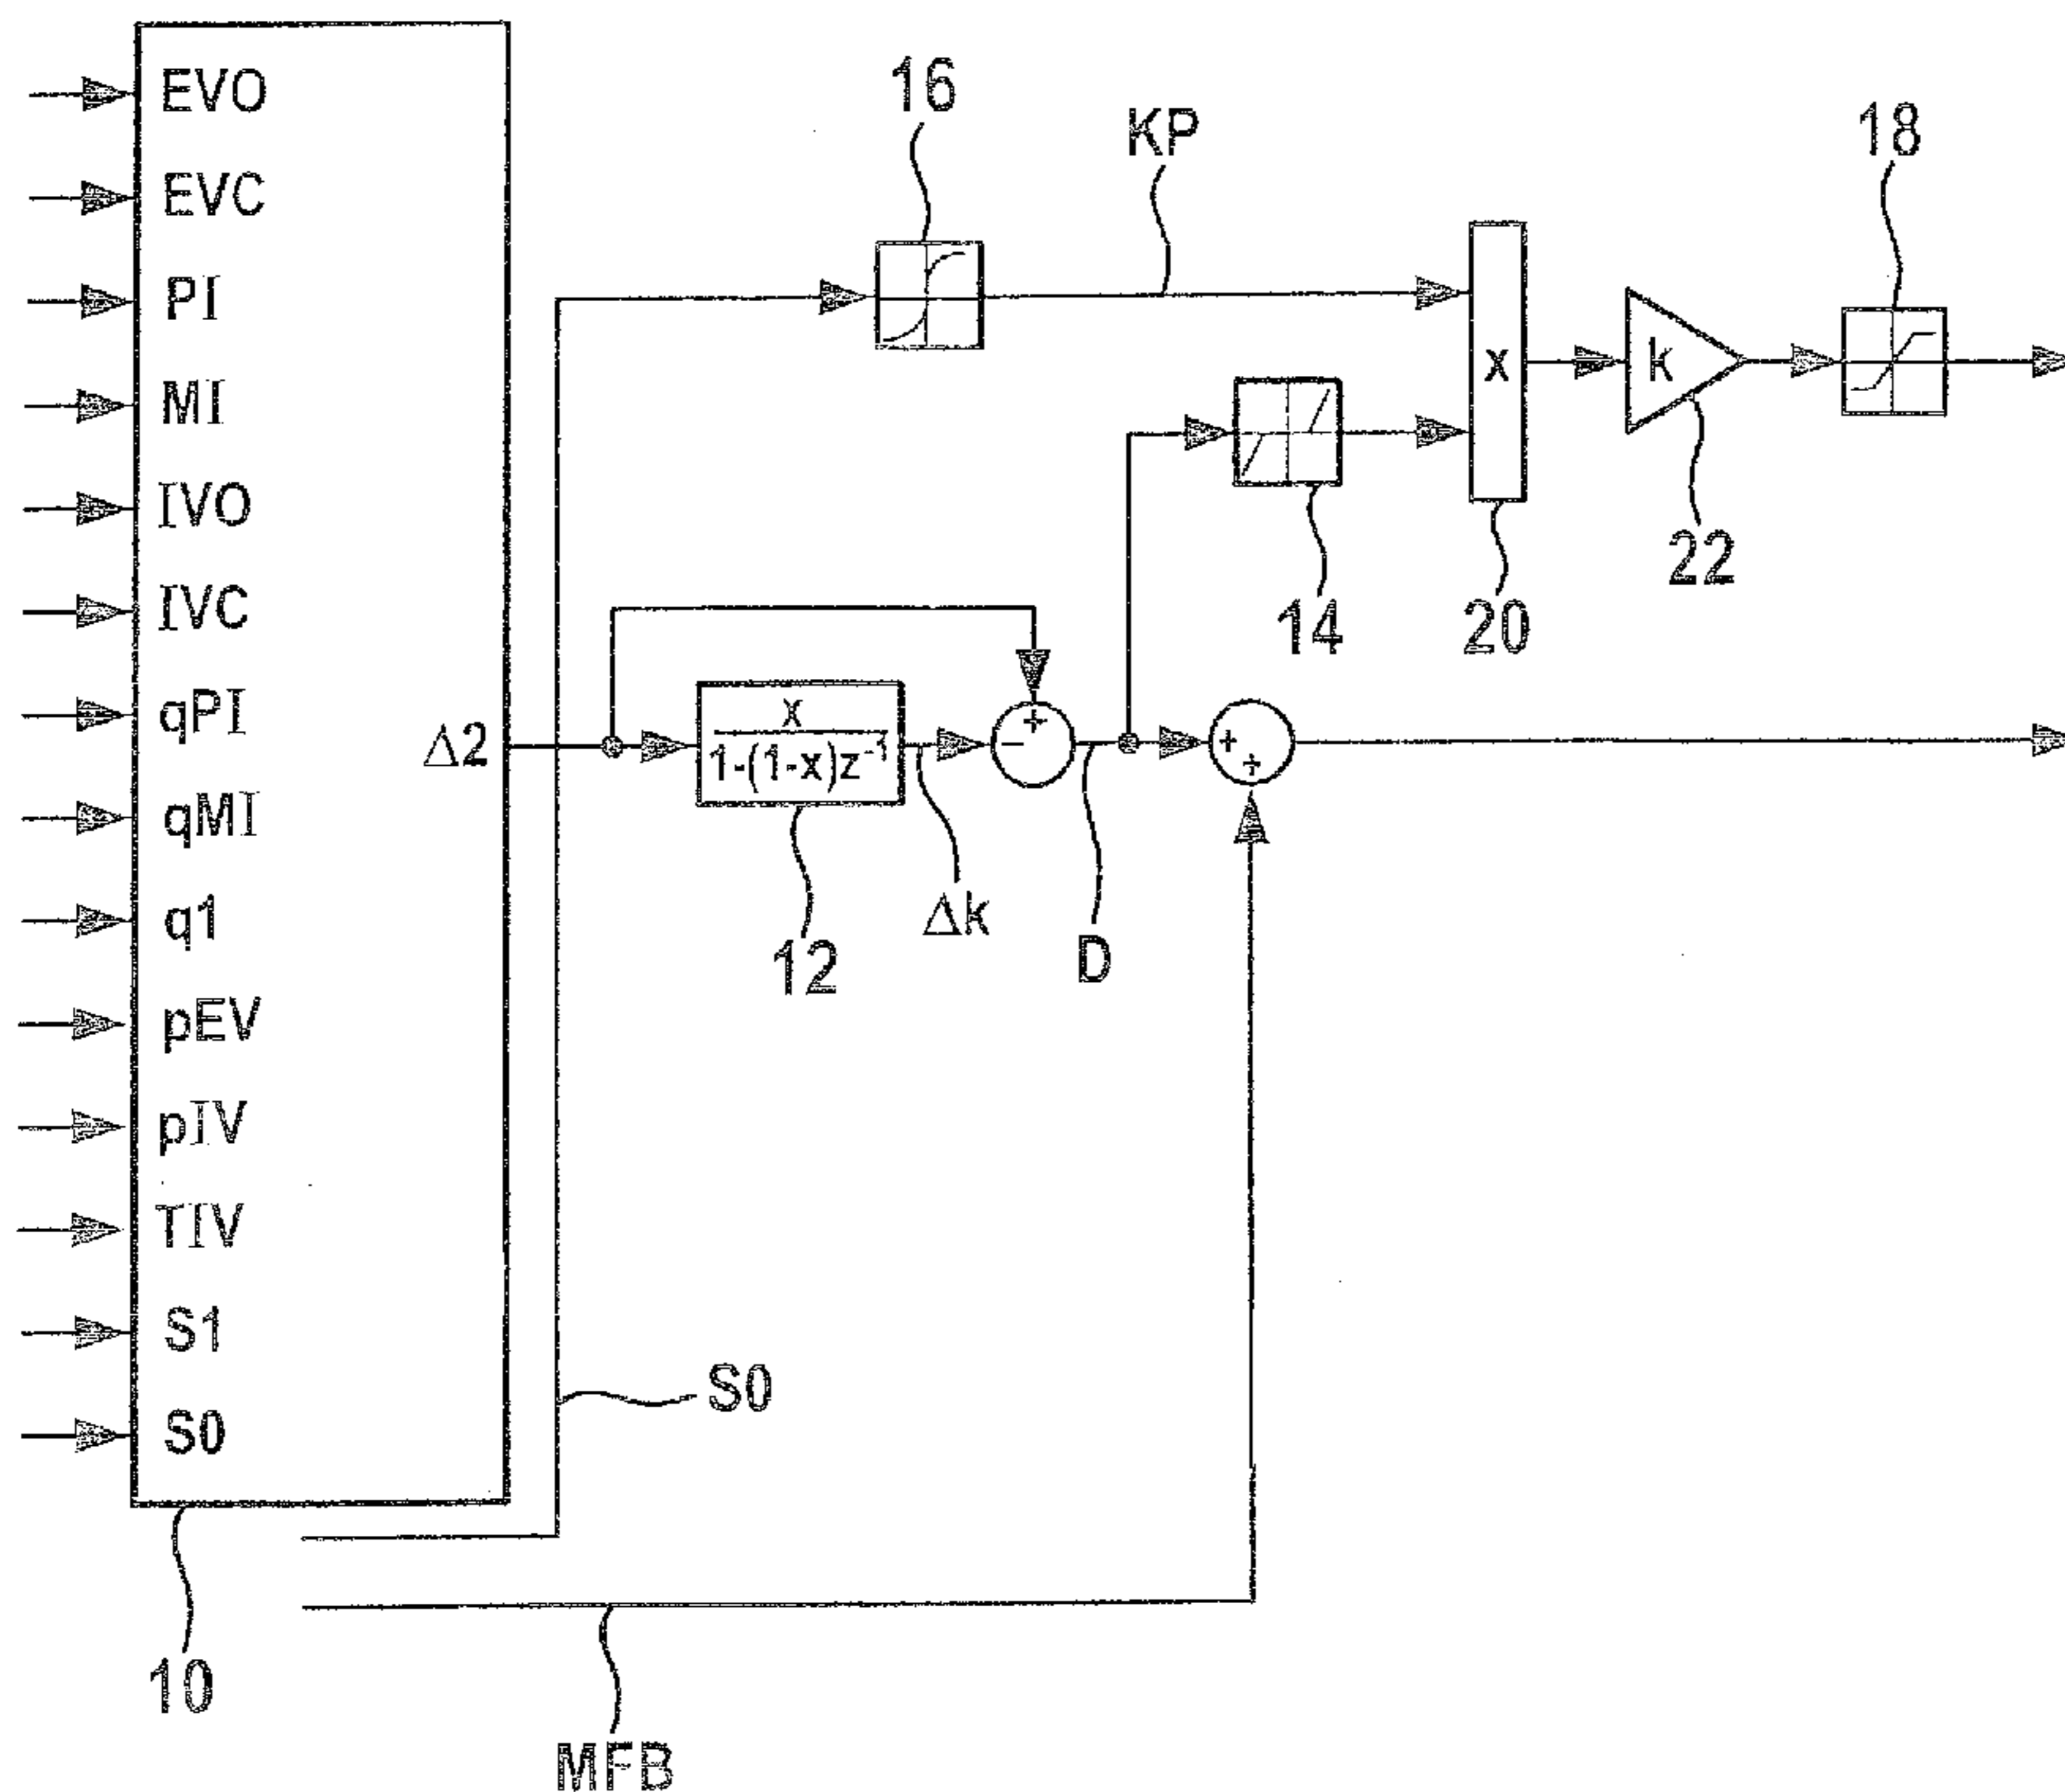 EVO
EVC
PI
MI
IVO
IVC
qPI
qMI
q1
pEV
pIV
TIV
S1
S0
Δ2
10
16
KP
18
x
k
22
14
20
x
1-(1-x)z⁻¹
12
Δk
+
-
D
+
+
S0
MFB